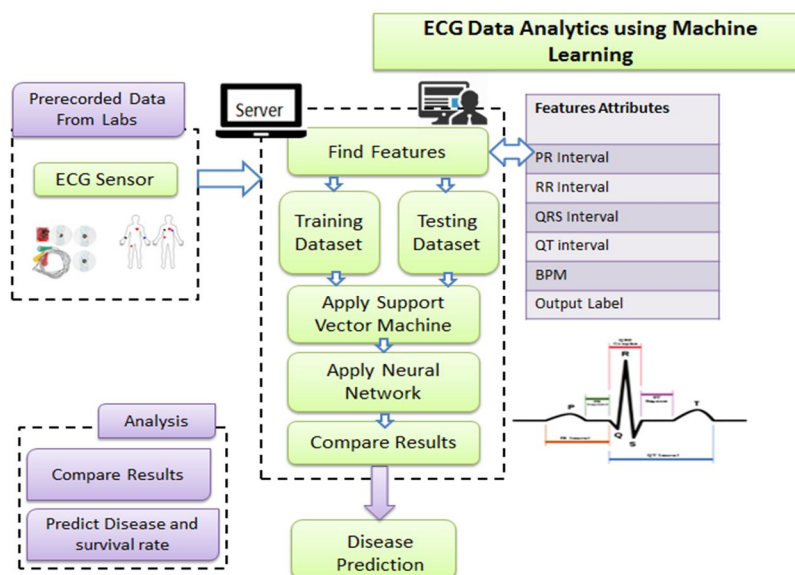 ECG Data Analytics using Machine
Learning
Prerecorded Data
From Labs
ECG Sensor
Server
Find Features
Training
Dataset
Testing
Dataset
Apply Support
Vector Machine
Apply Neural
Network
Compare Results
Disease
Prediction
Features Attributes
PR Interval
RR Interval
QRS Interval
QT interval
BPM
Output Label
R
P
T
Q
S
Analysis
Compare Results
Predict Disease and
survival rate